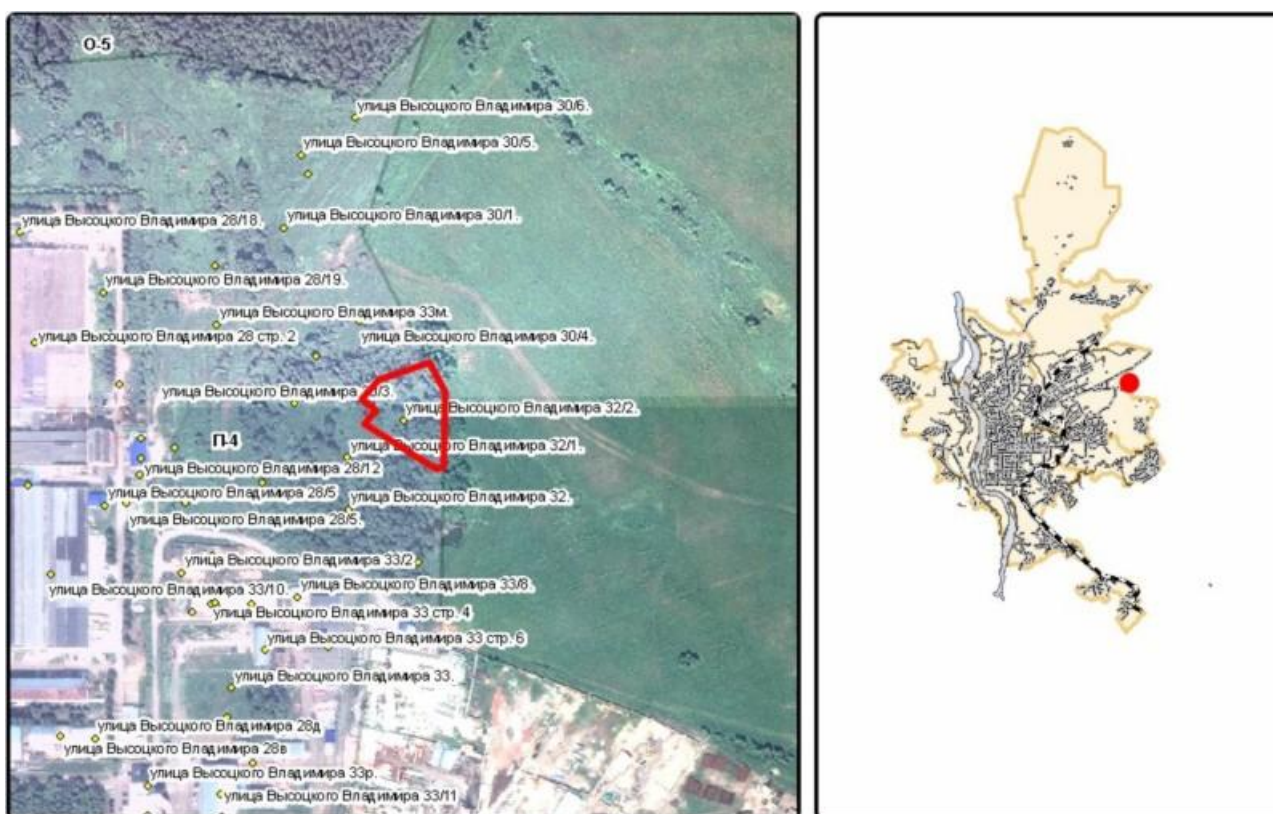 О-5
улица Высоцкого Владимира 30/6.
улица Высоцкого Владимира 30/5.
улица Высоцкого Владимира 28/18.
улица Высоцкого Владимира 30/1.
улица Высоцкого Владимира 28/19.
улица Высоцкого Владимира 33м.
улица Высоцкого Владимира 28 стр. 2
улица Высоцкого Владимира 30/4.
улица Высоцкого Владимира /3.
улица Высоцкого Владимира 32/2.
П-4
улица Высоцкого Владимира 32/1.
улица Высоцкого Владимира 28/12
улица Высоцкого Владимира 28/5
улица Высоцкого Владимира 32.
улица Высоцкого Владимира 28/5.
улица Высоцкого Владимира 33/2
улица Высоцкого Владимира 33/8.
улица Высоцкого Владимира 33/10.
улица Высоцкого Владимира 33 стр. 4
улица Высоцкого Владимира 33 стр. 6
улица Высоцкого Владимира 33.
улица Высоцкого Владимира 28д
улица Высоцкого Владимира 28в
улица Высоцкого Владимира 33р.
улица Высоцкого Владимира 33/11